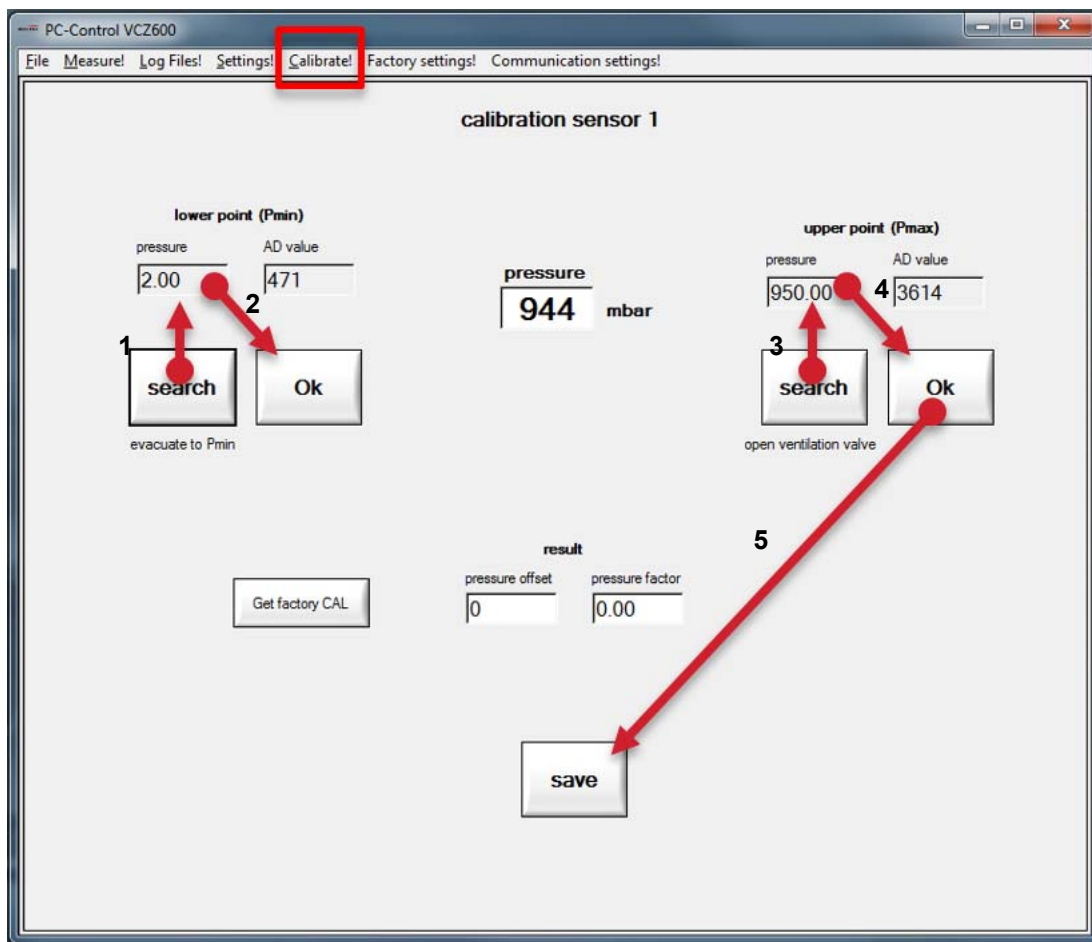 PC-Control VCZ600
File Measure! Log Files! Settings! Calibrate! Factory settings! Communication settings!
calibration sensor 1
lower point (Pmin)
pressure AD value
2.00 471
1
2
search Ok
evacuate to Pmin
pressure
944 mbar
upper point (Pmax)
pressure AD value
950.00 3614
3
4
search Ok
open ventilation valve
5
result
pressure offset pressure factor
Get factory CAL
0 0.00
save